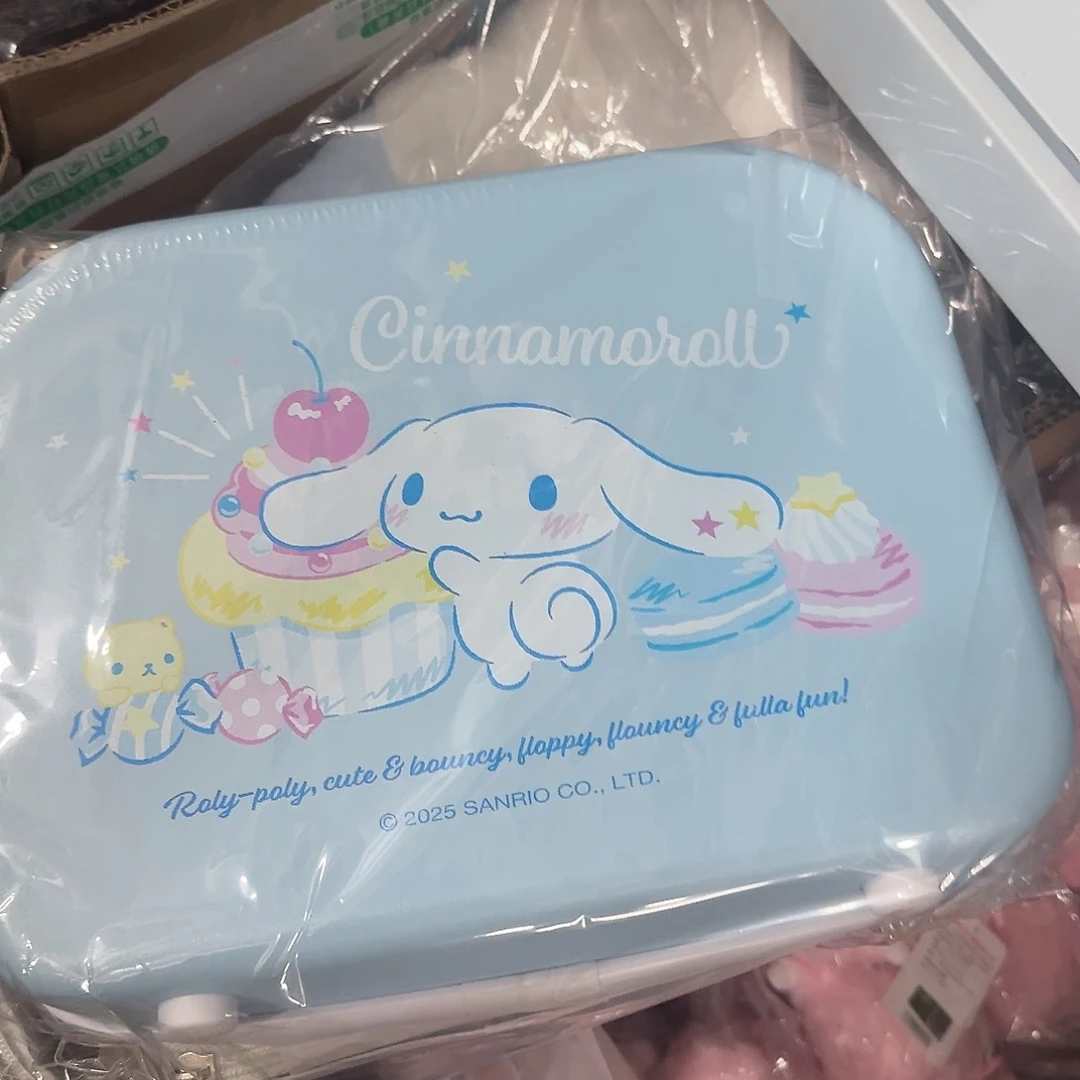 Cinnamoroll
Roly-poly, cute & bouncy, floppy, flouncy & fulla fun!
© 2025 SANRIO CO., LTD.